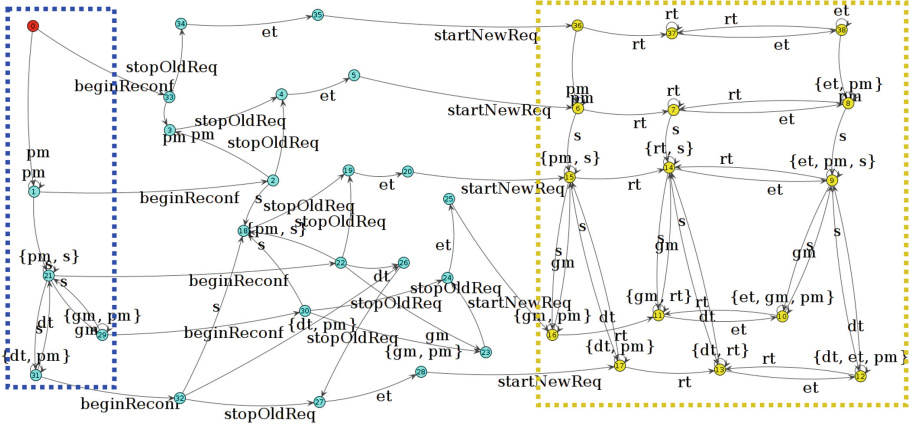 0
34
35
36
37
38
rt
rt
et
et
rt
et
startNewReq
stopOldReq
beginReconf
33
4
et
5
startNewReq
{et, pm}
pm
pm
pm
6
7
8
rt
rt
rt
et
3
pm
pm
stopOldReq
pm
pm
1
2
beginReconf
s
s
s
{pm, s}
{rt, s}
{et, pm, s}
19
et
20
startNewReq
15
14
9
rt
rt
et
s
stopOldReq
stopOldReq
25
18
{pm, s}
s
{pm, s}
s
s
21
22
26
dt
et
24
beginReconf
stopOldReq
startNewReq
s
s
gm
s
s
gm
s
s
gm
{gm, pm}
gm
29
30
dt
s
beginReconf
s
{dt, pm}
stopOldReq
gm
{gm, pm}
23
{gm, pm}
16
{gm, rt}
11
rt
et
{et, gm, pm}
10
dt
rt
dt
dt
{dt, pm}
31
32
beginReconf
stopOldReq
27
et
28
startNewReq
{dt, pm}
17
rt
{dt, rt}
13
rt
et
{dt, et, pm}
12